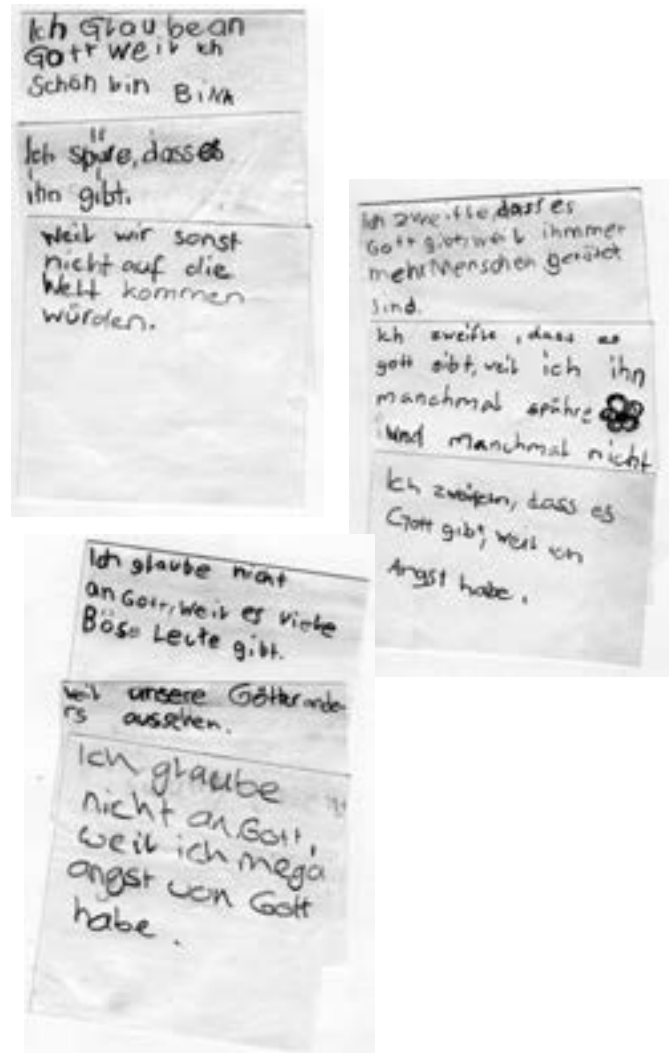 Ich Glaube an
Gott weil ich
Schön bin
Ich spüre, dass es
ihn gibt.
Weil wir sonst
nicht auf die
Welt kommen
würden.
Ich zweifle, dass es
Gott gibt, weil ihmmer
mehr Menschen getötet
sind.
Ich zweifle, dass es
gott gibt, weil ich ihn
manchmal spühre
Und manchmal nicht
Ich zweifeln, dass es
Gott gibt, weil ich
Angst habe.
Ich glaube nicht
an Gott, weil es viele
Böse Leute gibt.
weil unsere Götter ande-
rs aussehen.
Ich glaube
nicht an Gott,
weil ich mega
angst von Gott
habe.